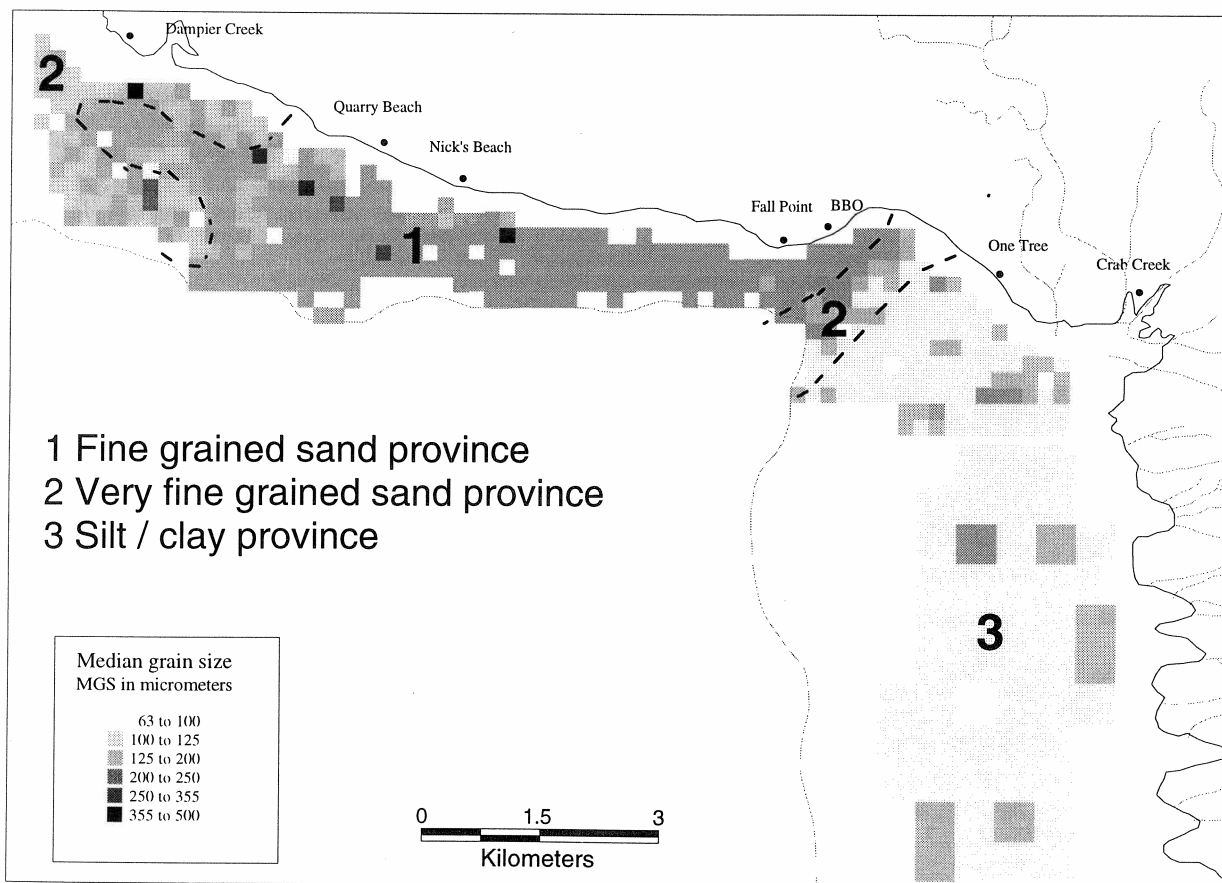 Dampier Creek
2
Quarry Beach
Nick's Beach
Fall Point
BBO
One Tree
Crab Creek
1
2
1 Fine grained sand province
2 Very fine grained sand province
3 Silt / clay province
3
Median grain size
MGS in micrometers
63 to 100
100 to 125
125 to 200
200 to 250
250 to 355
355 to 500
0 1.5 3
Kilometers